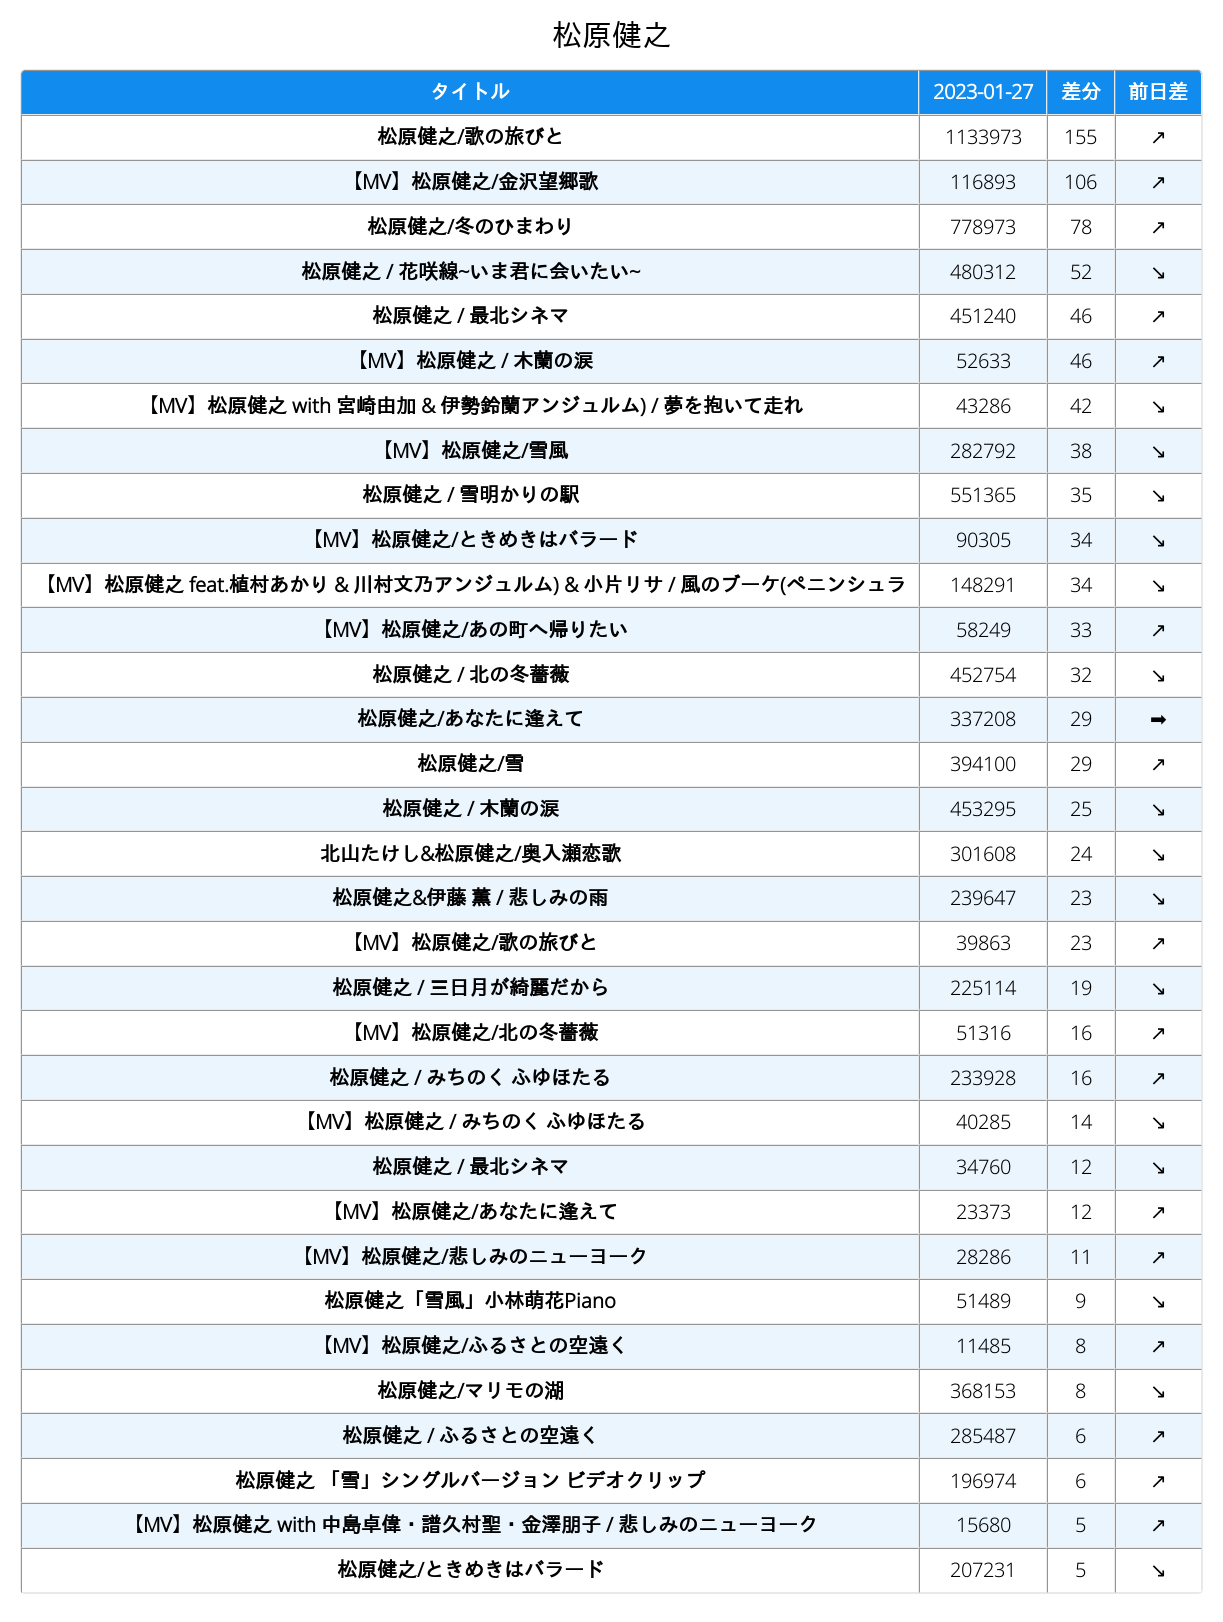 松原健之
タイトル 2023-01-27 差分 前日差
松原健之/歌の旅びと 1133973 155 ↗
【MV】松原健之/金沢望郷歌 116893 106 ↗
松原健之/冬のひまわり 778973 78 ↗
松原健之 / 花咲線~いま君に会いたい~ 480312 52 ↘
松原健之 / 最北シネマ 451240 46 ↗
【MV】松原健之 / 木蘭の涙 52633 46 ↗
【MV】松原健之 with 宮崎由加 & 伊勢鈴蘭アンジュルム) / 夢を抱いて走れ 43286 42 ↘
【MV】松原健之/雪風 282792 38 ↘
松原健之 / 雪明かりの駅 551365 35 ↘
【MV】松原健之/ときめきはバラード 90305 34 ↘
【MV】松原健之 feat.植村あかり & 川村文乃アンジュルム) & 小片リサ / 風のブーケ(ペニンシュラ 148291 34 ↘
【MV】松原健之/あの町へ帰りたい 58249 33 ↗
松原健之 / 北の冬薔薇 452754 32 ↘
松原健之/あなたに逢えて 337208 29 ➡
松原健之/雪 394100 29 ↗
松原健之 / 木蘭の涙 453295 25 ↘
北山たけし&松原健之/奥入瀬恋歌 301608 24 ↘
松原健之&伊藤 薫 / 悲しみの雨 239647 23 ↘
【MV】松原健之/歌の旅びと 39863 23 ↗
松原健之 / 三日月が綺麗だから 225114 19 ↘
【MV】松原健之/北の冬薔薇 51316 16 ↗
松原健之 / みちのく ふゆほたる 233928 16 ↗
【MV】松原健之 / みちのく ふゆほたる 40285 14 ↘
松原健之 / 最北シネマ 34760 12 ↘
【MV】松原健之/あなたに逢えて 23373 12 ↗
【MV】松原健之/悲しみのニューヨーク 28286 11 ↗
松原健之「雪風」小林萌花Piano 51489 9 ↘
【MV】松原健之/ふるさとの空遠く 11485 8 ↗
松原健之/マリモの湖 368153 8 ↘
松原健之 / ふるさとの空遠く 285487 6 ↗
松原健之 「雪」シングルバージョン ビデオクリップ 196974 6 ↗
【MV】松原健之 with 中島卓偉・譜久村聖・金澤朋子 / 悲しみのニューヨーク 15680 5 ↗
松原健之/ときめきはバラード 207231 5 ↘